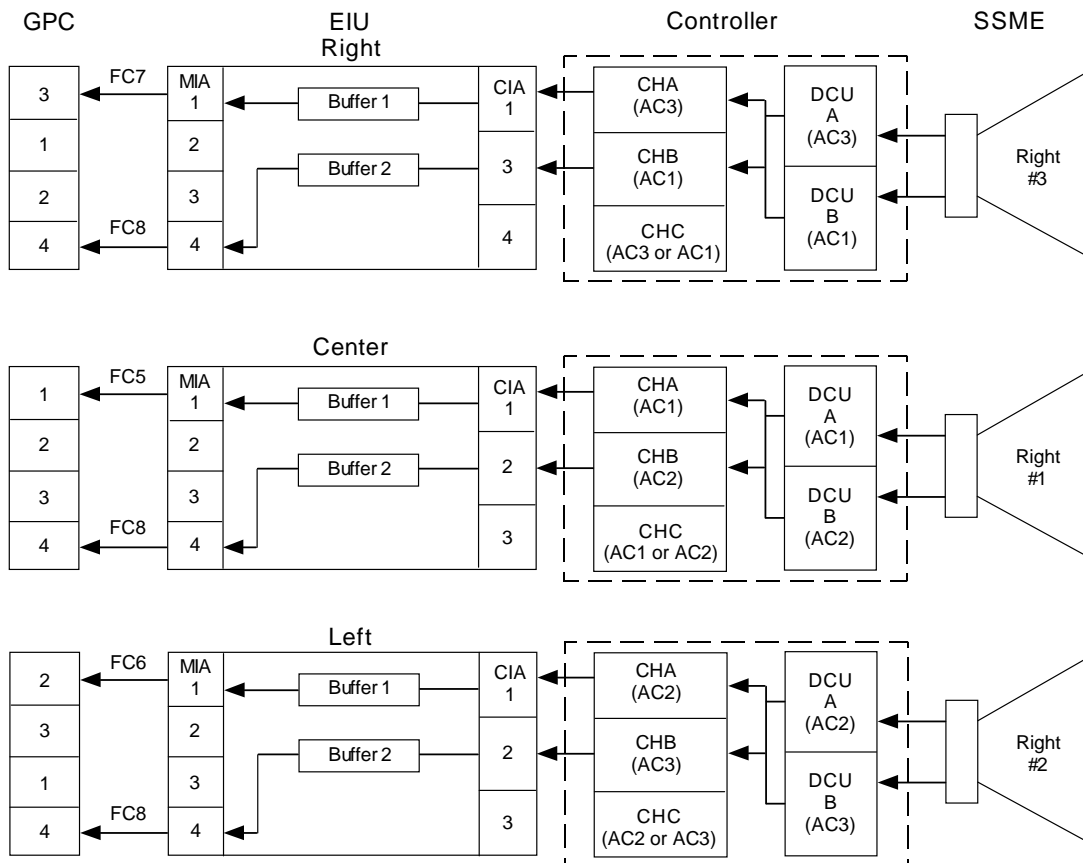 GPC EIU Controller SSME
Right
3
1
2
4
FC7
FC8
MIA
1
2
3
4
Buffer 1
Buffer 2
CIA
1
3
4
CHA
(AC3)
CHB
(AC1)
CHC
(AC3 or AC1)
DCU
A
(AC3)
DCU
B
(AC1)
Right
#3
Center
1
2
3
4
FC5
FC8
MIA
1
2
3
4
Buffer 1
Buffer 2
CIA
1
2
3
CHA
(AC1)
CHB
(AC2)
CHC
(AC1 or AC2)
DCU
A
(AC1)
DCU
B
(AC2)
Right
#1
Left
2
3
1
4
FC6
FC8
MIA
1
2
3
4
Buffer 1
Buffer 2
CIA
1
2
3
CHA
(AC2)
CHB
(AC3)
CHC
(AC2 or AC3)
DCU
A
(AC2)
DCU
B
(AC3)
Right
#2